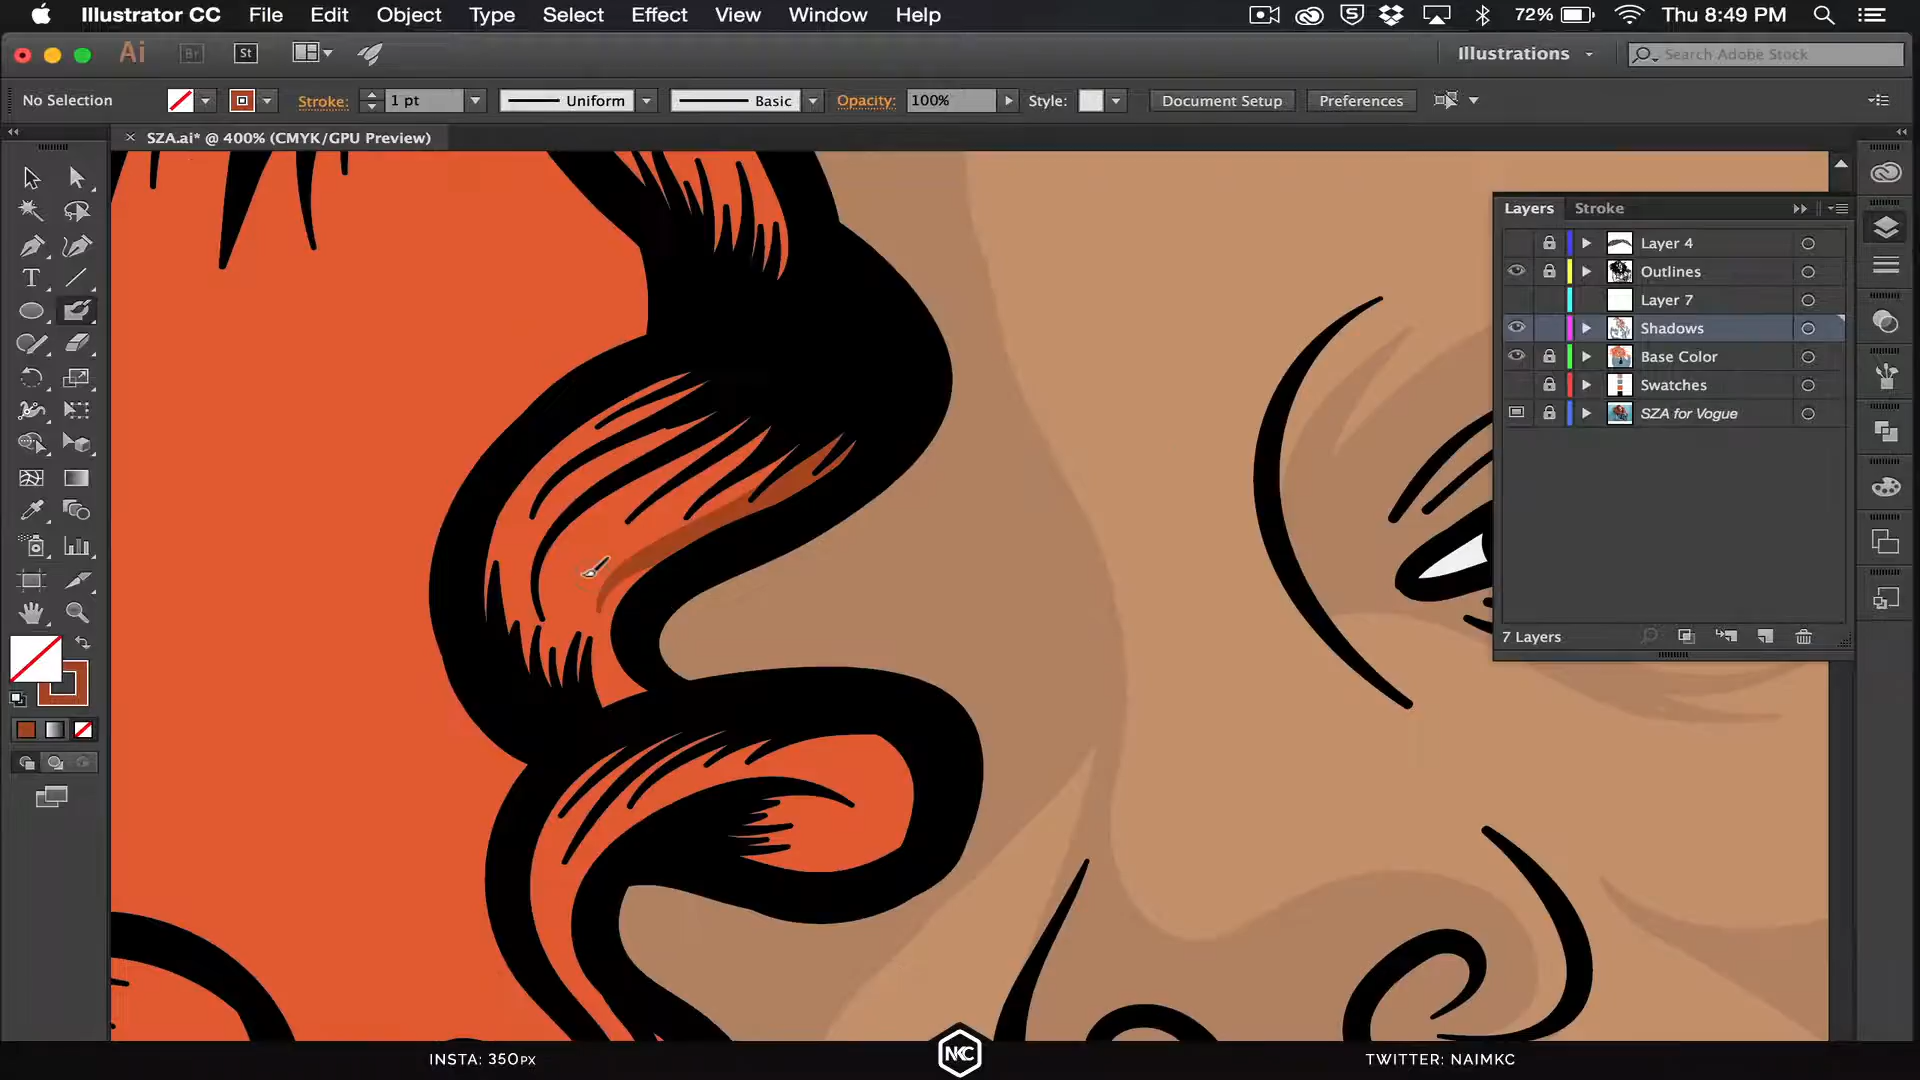 Illustrator CC File Edit Object Type Select Effect View Window Help
72% Thu 8:49 PM
Ai Br St Illustrations Search Adobe Stock
No Selection Stroke: 1 pt Uniform Basic Opacity: 100% Style: Document Setup Preferences
× SZA.ai* @ 400% (CMYK/GPU Preview)
Layers Stroke
Layer 4
Outlines
Layer 7
Shadows
Base Color
Swatches
SZA for Vogue
7 Layers
INSTA: 350PX
NKC
TWITTER: NAIMKC